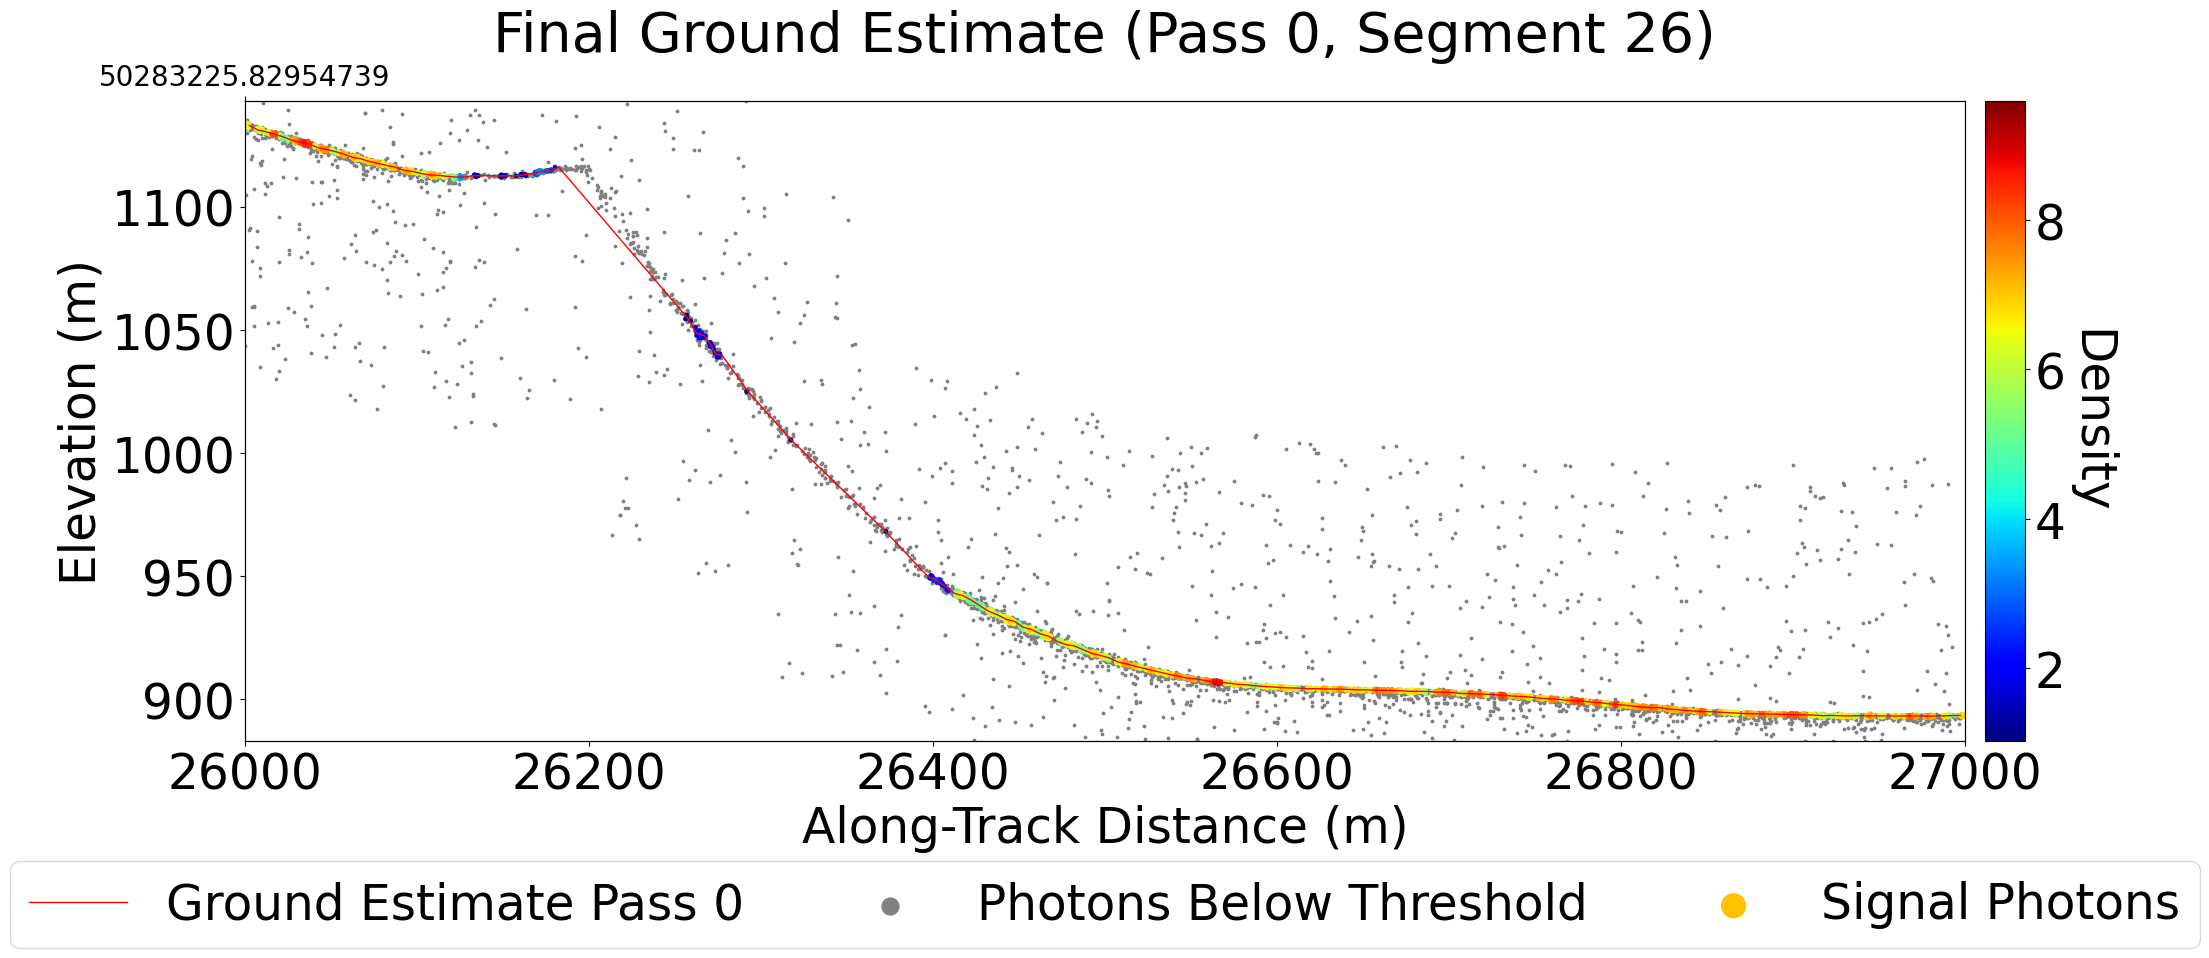 Final Ground Estimate (Pass 0, Segment 26)
50283225.82954739
1100
1050
1000
950
900
Elevation (m)
26000 26200 26400 26600 26800 27000
Along-Track Distance (m)
8
6
4
2
Density
Ground Estimate Pass 0 Photons Below Threshold Signal Photons